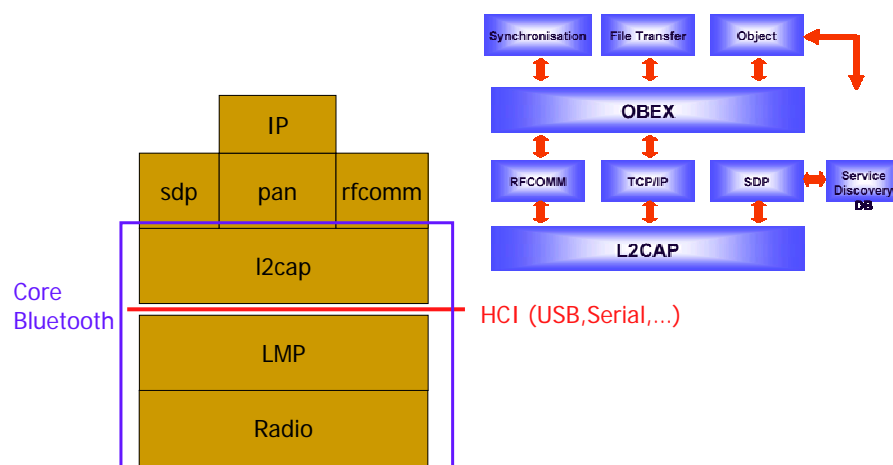 IP
sdp pan rfcomm
l2cap
Core
Bluetooth
HCI (USB,Serial,...)
LMP
Radio
Synchronisation File Transfer Object
OBEX
RFCOMM TCP/IP SDP Service
Discovery
DB
L2CAP